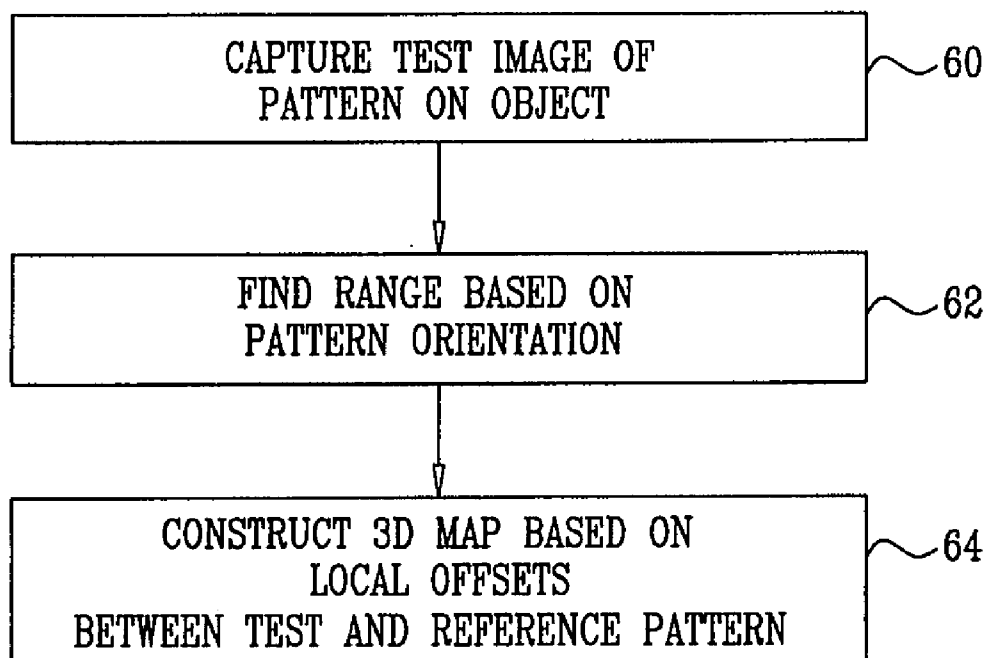 CAPTURE TEST IMAGE OF
PATTERN ON OBJECT
60
FIND RANGE BASED ON
PATTERN ORIENTATION
62
CONSTRUCT 3D MAP BASED ON
LOCAL OFFSETS
BETWEEN TEST AND REFERENCE PATTERN
64